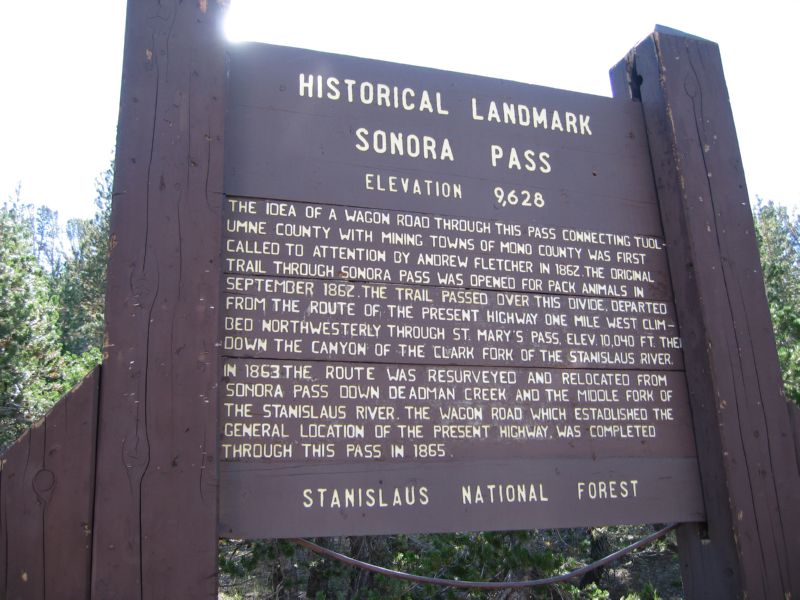 HISTORICAL LANDMARK
SONORA PASS
ELEVATION 9,628
THE IDEA OF A WAGON ROAD THROUGH THIS PASS CONNECTING TUOL-
UMNE COUNTY WITH MINING TOWNS OF MONO COUNTY WAS FIRST
CALLED TO ATTENTION BY ANDREW FLETCHER IN 1862. THE ORIGINAL
TRAIL THROUGH SONORA PASS WAS OPENED FOR PACK ANIMALS IN
SEPTEMBER 1862. THE TRAIL PASSED OVER THIS DIVIDE, DEPARTED
FROM THE ROUTE OF THE PRESENT HIGHWAY ONE MILE WEST CLIM-
BED NORTHWESTERLY THROUGH ST. MARY'S PASS, ELEV. 10,040 FT. THEN
DOWN THE CANYON OF THE CLARK FORK OF THE STANISLAUS RIVER.
IN 1863 THE, ROUTE WAS RESURVEYED AND RELOCATED FROM
SONORA PASS DOWN DEADMAN CREEK AND THE MIDDLE FORK OF
THE STANISLAUS RIVER. THE WAGON ROAD WHICH ESTADLISHED THE
GENERAL LOCATION OF THE PRESENT HIGHWAY, WAS COMPLETED
THROUGH THIS PASS IN 1865.
STANISLAUS NATIONAL FOREST